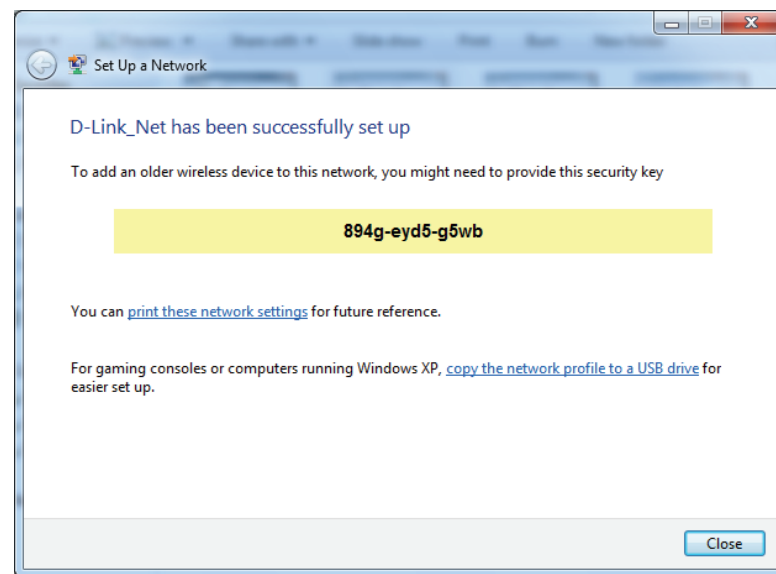 Set Up a Network
D-Link_Net has been successfully set up
To add an older wireless device to this network, you might need to provide this security key
894g-eyd5-g5wb
You can print these network settings for future reference.
For gaming consoles or computers running Windows XP, copy the network profile to a USB drive for
easier set up.
Close